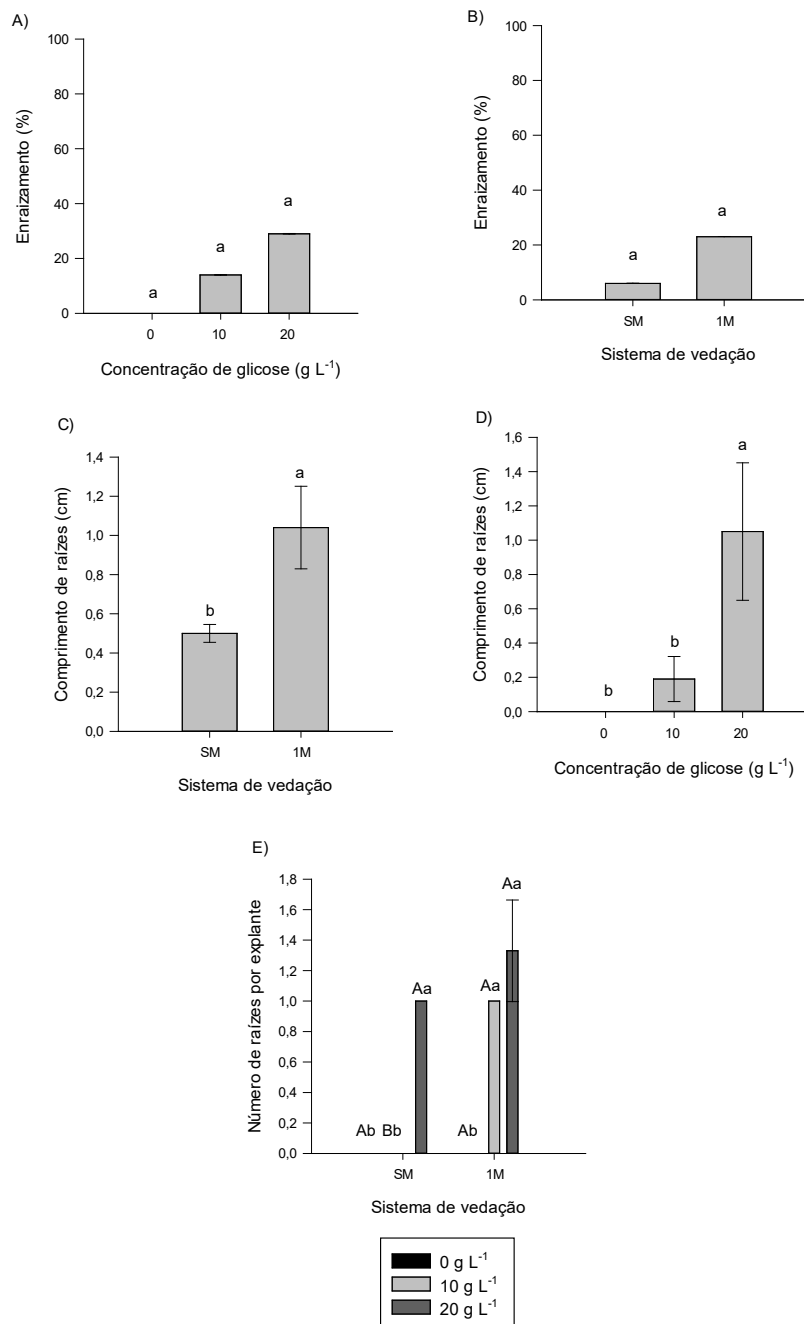 A)
Enraizamento (%)
100
80
60
40
20
0
a
a
a
0 10 20
Concentração de glicose (g L⁻¹)
B)
Enraizamento (%)
100
80
60
40
20
0
a
a
SM 1M
Sistema de vedação
C)
Comprimento de raízes (cm)
1,4
1,2
1,0
0,8
0,6
0,4
0,2
0,0
b
a
SM 1M
Sistema de vedação
D)
Comprimento de raízes (cm)
1,6
1,4
1,2
1,0
0,8
0,6
0,4
0,2
0,0
b
b
a
0 10 20
Concentração de glicose (g L⁻¹)
E)
Número de raízes por explante
1,8
1,6
1,4
1,2
1,0
0,8
0,6
0,4
0,2
0,0
Ab Bb Aa
Ab Aa Aa
SM 1M
Sistema de vedação
0 g L⁻¹
10 g L⁻¹
20 g L⁻¹